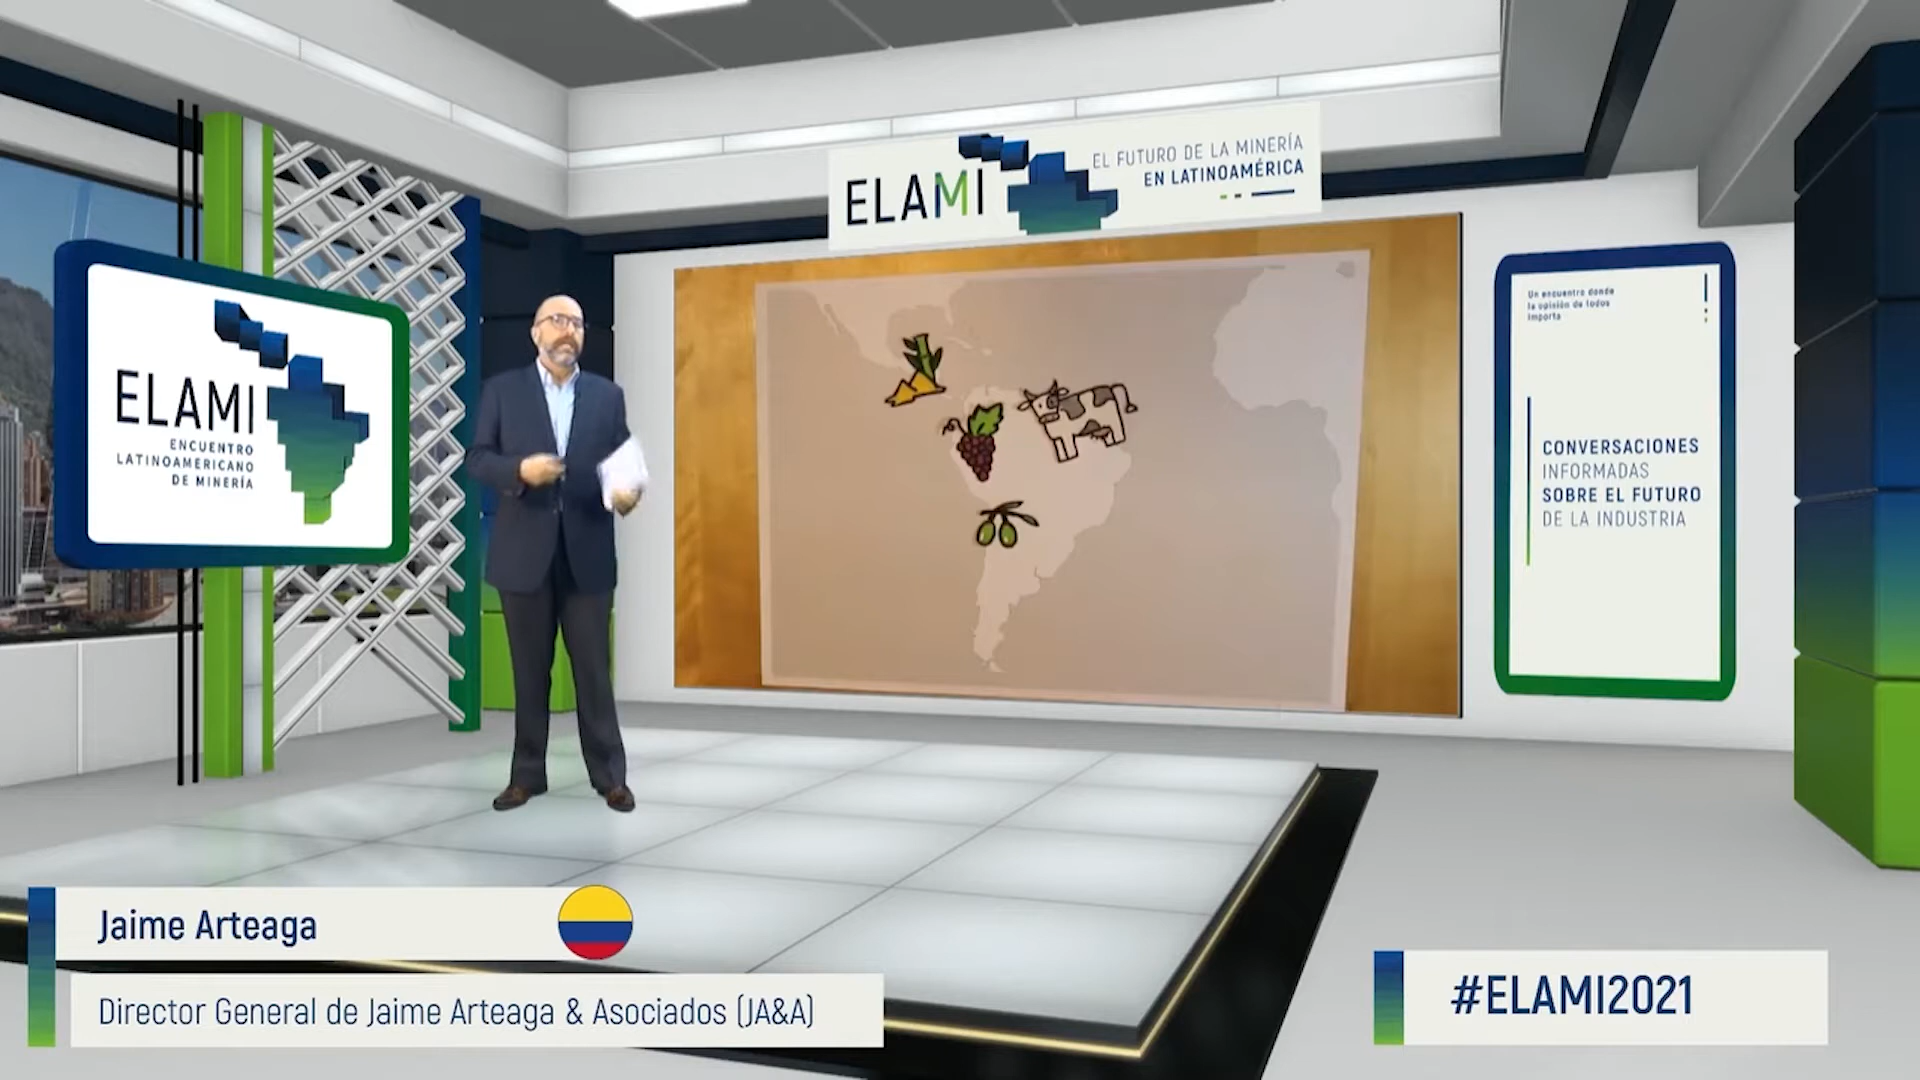 ELAMI
EL FUTURO DE LA MINERÍA
EN LATINOAMÉRICA
ELAMI
ENCUENTRO
LATINOAMERICANO
DE MINERÍA
Un encuentro donde
la opinión de todos
importa
CONVERSACIONES
INFORMADAS
SOBRE EL FUTURO
DE LA INDUSTRIA
Jaime Arteaga
Director General de Jaime Arteaga & Asociados (JA&A)
#ELAMI2021